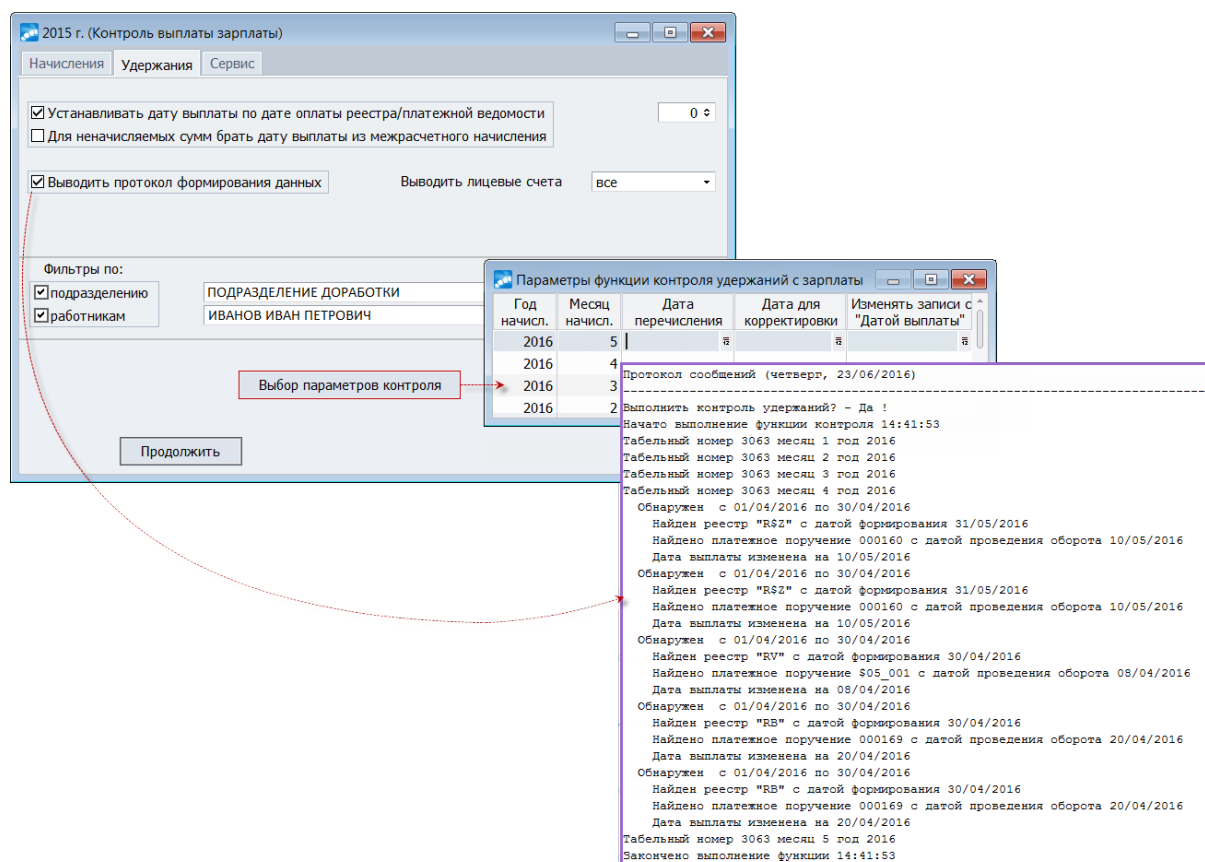 2015 г. (Контроль выплаты зарплаты)
Начисления Удержания Сервис
Устанавливать дату выплаты по дате оплаты реестра/платежной ведомости 0
Для неначисляемых сумм брать дату выплаты из межрасчетного начисления
Выводить протокол формирования данных Выводить лицевые счета все
Фильтры по:
подразделению ПОДРАЗДЕЛЕНИЕ ДОРАБОТКИ
работникам ИВАНОВ ИВАН ПЕТРОВИЧ
Выбор параметров контроля
Продолжить
Параметры функции контроля удержаний с зарплаты
Год Месяц Дата Дата для Изменять записи с
начисл. начисл. перечисления корректировки "Датой выплаты"
2016 5
2016 4
2016 3
2016 2
Протокол сообщений (четверг, 23/06/2016)
Выполнить контроль удержаний? - Да !
Начато выполнение функции контроля 14:41:53
Табельный номер 3063 месяц 1 год 2016
Табельный номер 3063 месяц 2 год 2016
Табельный номер 3063 месяц 3 год 2016
Табельный номер 3063 месяц 4 год 2016
Обнаружен с 01/04/2016 по 30/04/2016
Найден реестр "R$Z" с датой формирования 31/05/2016
Найдено платежное поручение 000160 с датой проведения оборота 10/05/2016
Дата выплаты изменена на 10/05/2016
Обнаружен с 01/04/2016 по 30/04/2016
Найден реестр "R$Z" с датой формирования 31/05/2016
Найдено платежное поручение 000160 с датой проведения оборота 10/05/2016
Дата выплаты изменена на 10/05/2016
Обнаружен с 01/04/2016 по 30/04/2016
Найден реестр "RV" с датой формирования 30/04/2016
Найдено платежное поручение $05_001 с датой проведения оборота 08/04/2016
Дата выплаты изменена на 08/04/2016
Обнаружен с 01/04/2016 по 30/04/2016
Найден реестр "RB" с датой формирования 30/04/2016
Найдено платежное поручение 000169 с датой проведения оборота 20/04/2016
Дата выплаты изменена на 20/04/2016
Обнаружен с 01/04/2016 по 30/04/2016
Найден реестр "RB" с датой формирования 30/04/2016
Найдено платежное поручение 000169 с датой проведения оборота 20/04/2016
Дата выплаты изменена на 20/04/2016
Табельный номер 3063 месяц 5 год 2016
Закончено выполнение функции 14:41:53